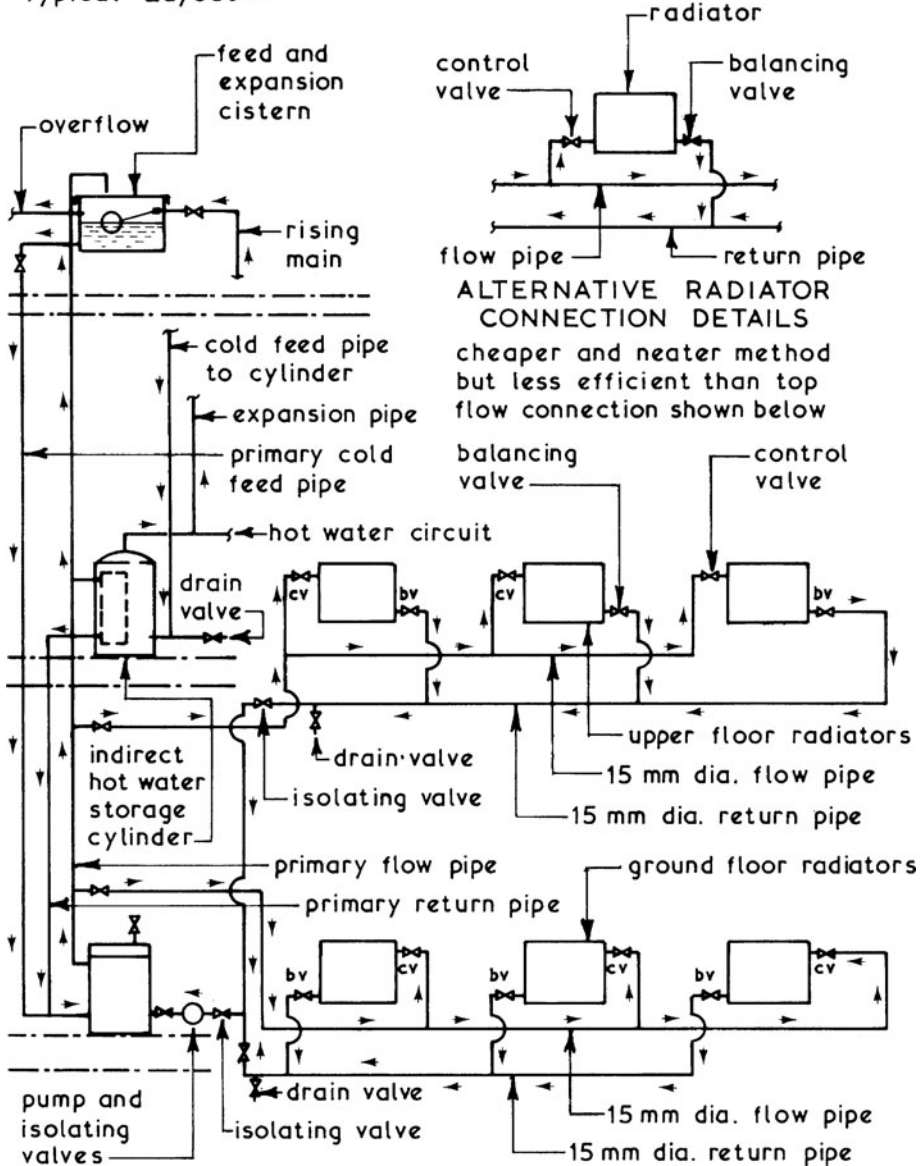 radiator
feed and
expansion
cistern
control
valve
balancing
valve
overflow
rising
main
flow pipe
return pipe
ALTERNATIVE RADIATOR
CONNECTION DETAILS
cheaper and neater method
but less efficient than top
flow connection shown below
cold feed pipe
to cylinder
expansion pipe
primary cold
feed pipe
balancing
valve
control
valve
hot water circuit
drain
valve
cv
bv
cv
bv
indirect
hot water
storage
cylinder
drain valve
isolating valve
upper floor radiators
15 mm dia. flow pipe
15 mm dia. return pipe
primary flow pipe
ground floor radiators
primary return pipe
bv
cv
bv
cv
bv
cv
pump and
isolating
valves
drain valve
isolating valve
15 mm dia. flow pipe
15 mm dia. return pipe